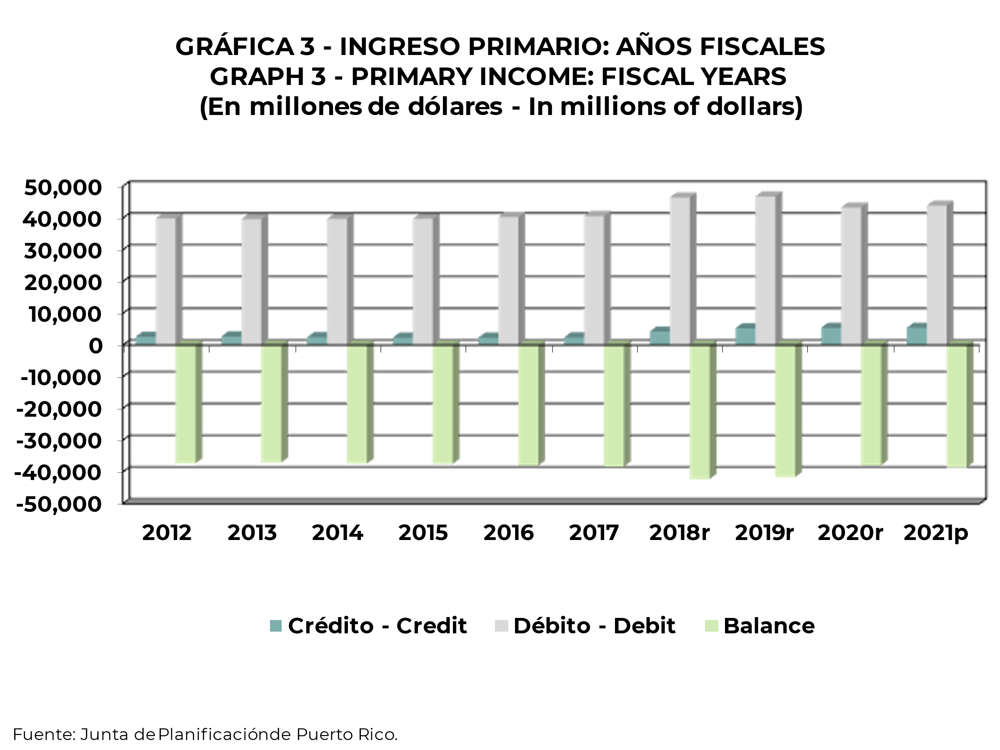 GRÁFICA 3 - INGRESO PRIMARIO: AÑOS FISCALES
GRAPH 3 - PRIMARY INCOME: FISCAL YEARS
(En millones de dólares - In millions of dollars)
50,000
40,000
30,000
20,000
10,000
0
-10,000
-20,000
-30,000
-40,000
-50,000
2012 2013 2014 2015 2016 2017 2018r 2019r 2020r 2021p
Crédito - Credit Débito - Debit Balance
Fuente: Junta de Planificaciónde Puerto Rico.